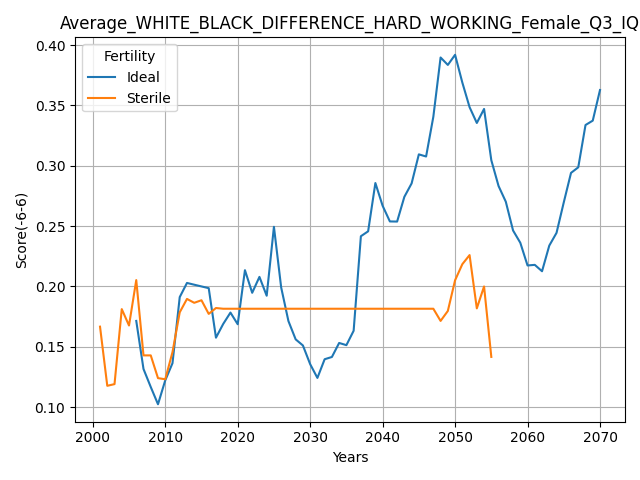 Average_WHITE_BLACK_DIFFERENCE_HARD_WORKING_Female_Q3_IQ
Fertility
Ideal
Sterile
Score(-6-6)
0.40
0.35
0.30
0.25
0.20
0.15
0.10
2000 2010 2020 2030 2040 2050 2060 2070
Years